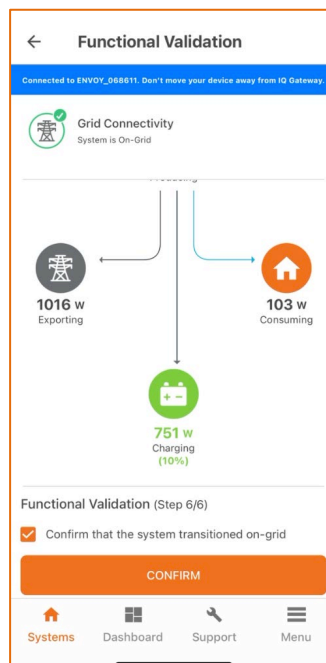 Functional Validation
Connected to ENVOY_068611. Don't move your device away from IQ Gateway.
Grid Connectivity
System is On-Grid
1016 W
Exporting
103 W
Consuming
751 W
Charging
(10%)
Functional Validation (Step 6/6)
Confirm that the system transitioned on-grid
CONFIRM
Systems
Dashboard
Support
Menu